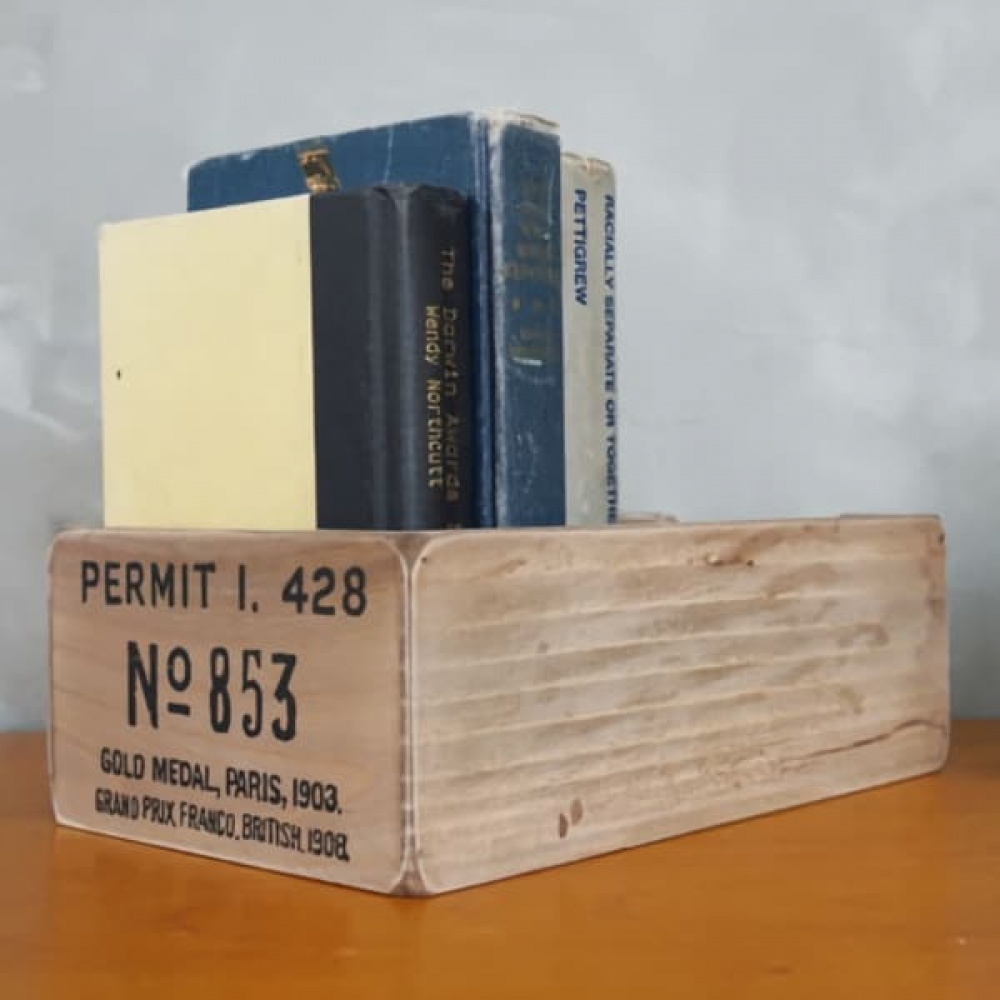 The Darwin Awards
Wendy Northcutt
PETTIGREW
RACIALLY SEPARATE OR
PERMIT I. 428
Nº 853
GOLD MEDAL, PARIS, 1903.
GRAND PRIX FRANCO. BRITISH. 1908.